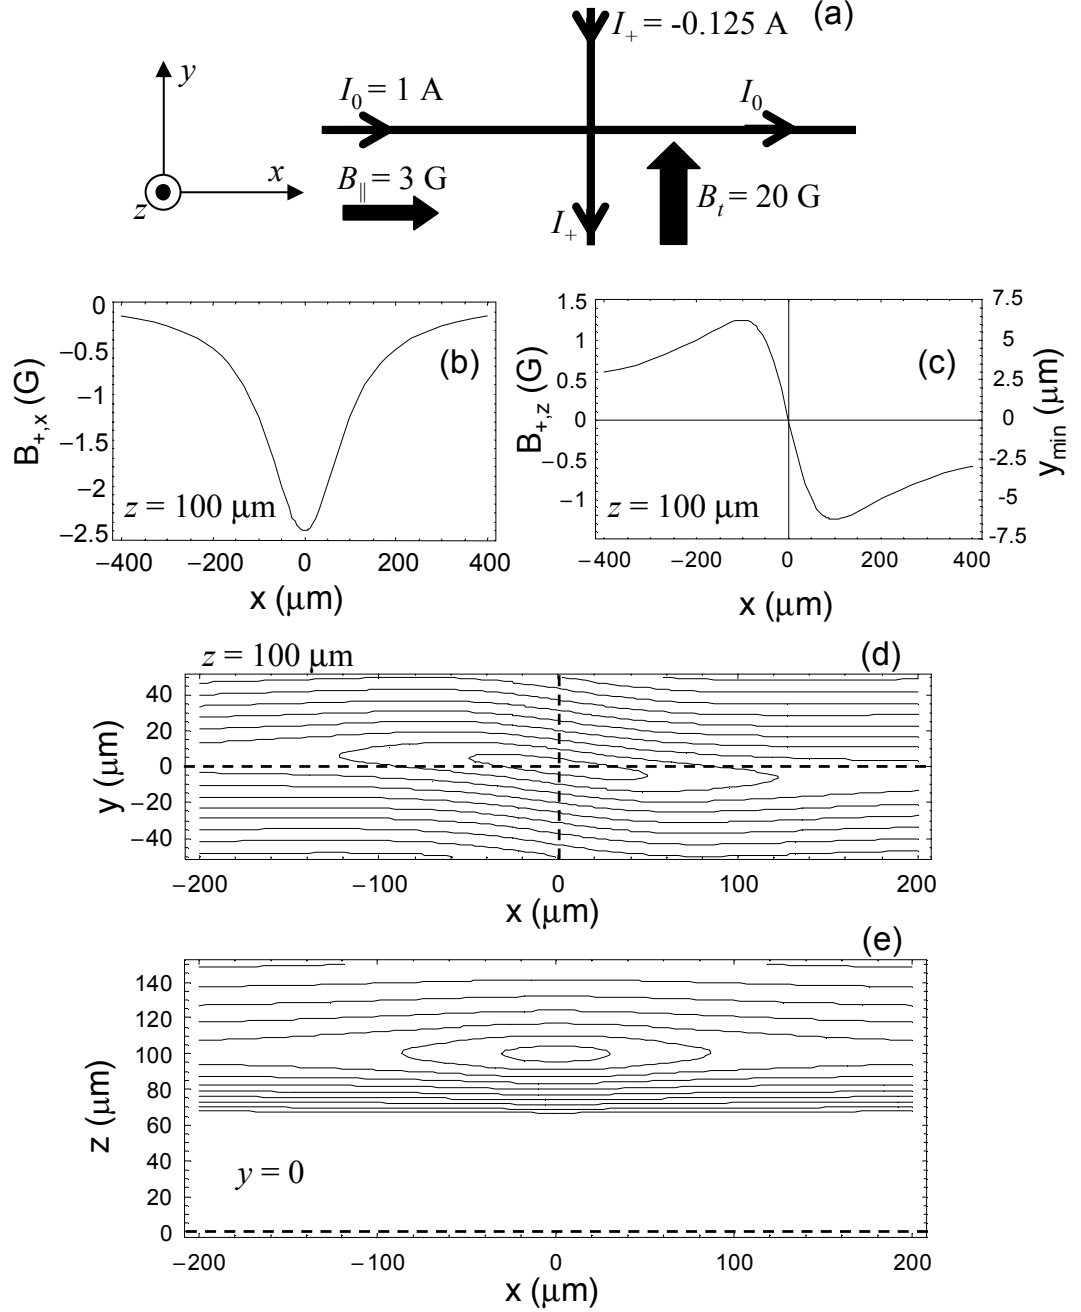 (a)
I₊ = -0.125 A
y
I₀ = 1 A
I₀
x
B∥ = 3 G
z
Bₜ = 20 G
I₊
0
−0.5
−1
−1.5
−2
−2.5
B+,x (G)
(b)
z = 100 μm
−400 −200 0 200 400
x (μm)
1.5
1
0.5
0
−0.5
−1
B+,z (G)
(c)
z = 100 μm
7.5
5
2.5
0
-2.5
-5
-7.5
ymin (μm)
−400 −200 0 200 400
x (μm)
z = 100 μm
(d)
40
20
0
−20
−40
y (μm)
−200 −100 0 100 200
x (μm)
(e)
140
120
100
80
60
40
20
0
z (μm)
y = 0
−200 −100 0 100 200
x (μm)